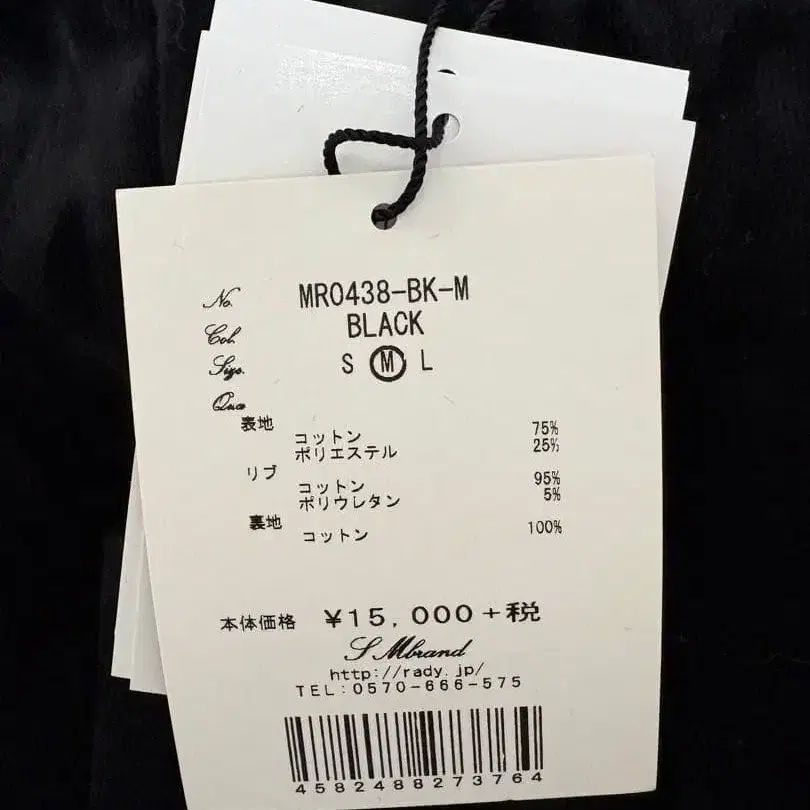 No. MR0438-BK-M
Col. BLACK
Size. S M L
Qua
表地
コットン 75%
ポリエステル 25%
リブ
コットン 95%
ポリウレタン 5%
裏地
コットン 100%
本体価格 ¥15,000+税
S Mbrand
http://rady.jp/
TEL:0570-666-575
4582488273764